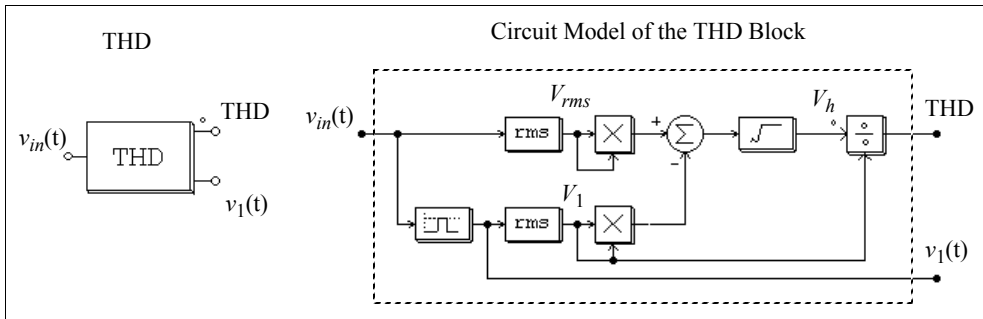 THD
Circuit Model of the THD Block
THD
v_in(t)
THD
v_1(t)
v_in(t)
V_rms
V_h
THD
rms
+
Σ
-
√
÷
V_1
rms
v_1(t)